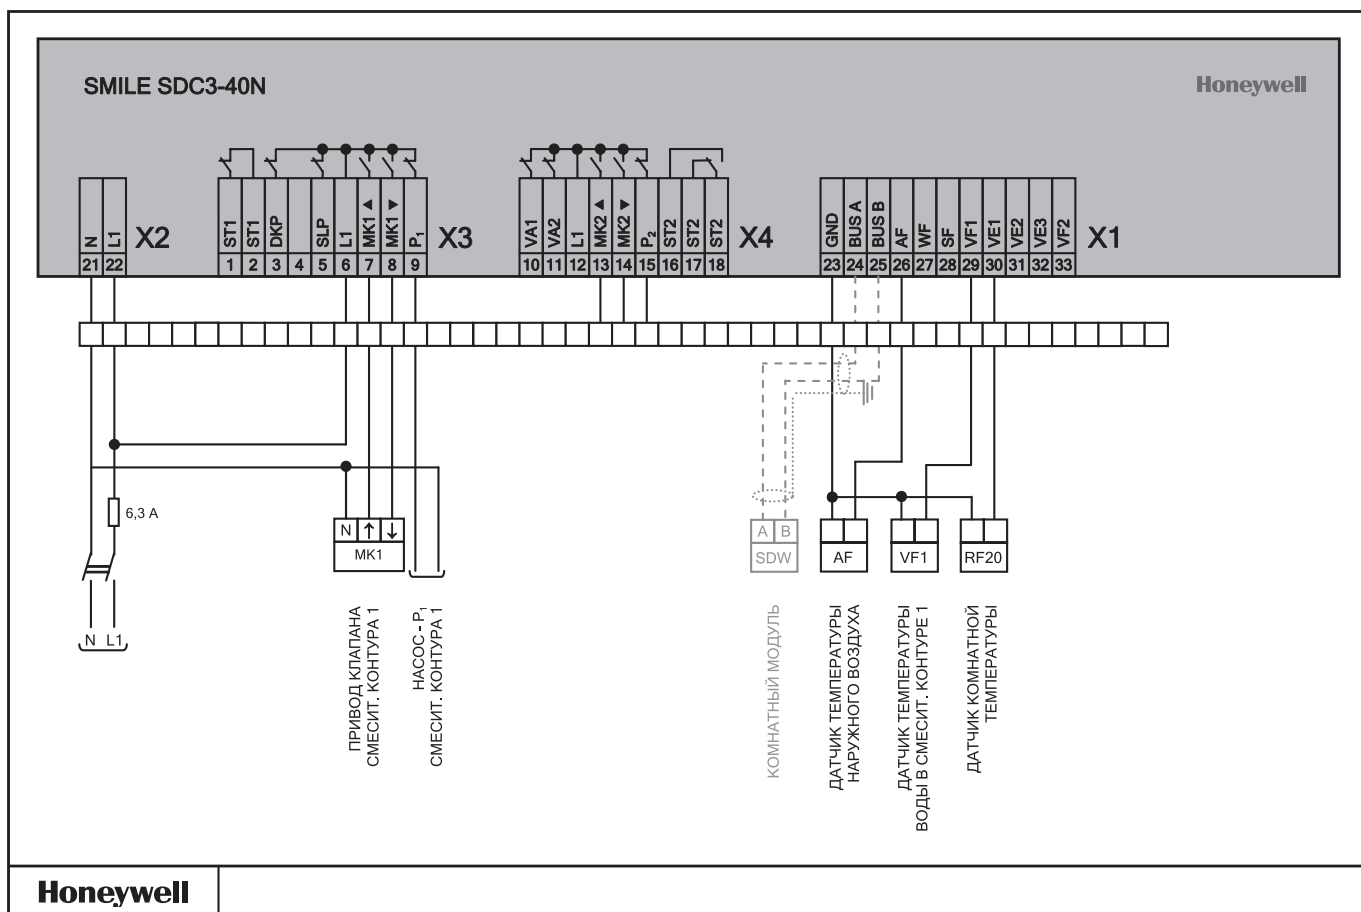 SMILE SDC3-40N
Honeywell
N L1 X2
21 22
ST1 ST1 DKP SLP L1 MK1 ▲ MK1 ▼ P₁ X3
1 2 3 4 5 6 7 8 9
VA1 VA2 L1 MK2 ▲ MK2 ▼ P₂ ST2 ST2 ST2 X4
10 11 12 13 14 15 16 17 18
GND BUS A BUS B AF WF SF VF1 VE1 VE2 VE3 VF2 X1
23 24 25 26 27 28 29 30 31 32 33
6,3 A
N L1
N ↑ ↓
MK1
A B
SDW
AF
VF1
RF20
ПРИВОД КЛАПАНА
СМЕСИТ. КОНТУРА 1
НАСОС - P₁
СМЕСИТ. КОНТУРА 1
КОМНАТНЫЙ МОДУЛЬ
ДАТЧИК ТЕМПЕРАТУРЫ
НАРУЖНОГО ВОЗДУХА
ДАТЧИК ТЕМПЕРАТУРЫ
ВОДЫ В СМЕСИТ. КОНТУРЕ 1
ДАТЧИК КОМНАТНОЙ
ТЕМПЕРАТУРЫ
Honeywell